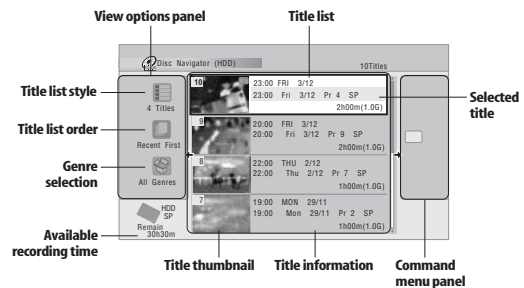 View options panel
Title list
Disc Navigator (HDD)
10Titles
Title list style
4 Titles
Title list order
Recent First
Genre
selection
All Genres
HDD
SP
Remain
30h30m
Available
recording time
10
23:00 FRI 3/12
23:00 Fri 3/12 Pr 4 SP
2h00m(1.0G)
9
20:00 FRI 3/12
20:00 Fri 3/12 Pr 9 SP
2h00m(1.0G)
8
22:00 THU 2/12
22:00 Thu 2/12 Pr 7 SP
1h00m(1.0G)
7
19:00 MON 29/11
19:00 Mon 29/11 Pr 2 SP
1h00m(1.0G)
Selected
title
Title thumbnail
Title information
Command
menu panel